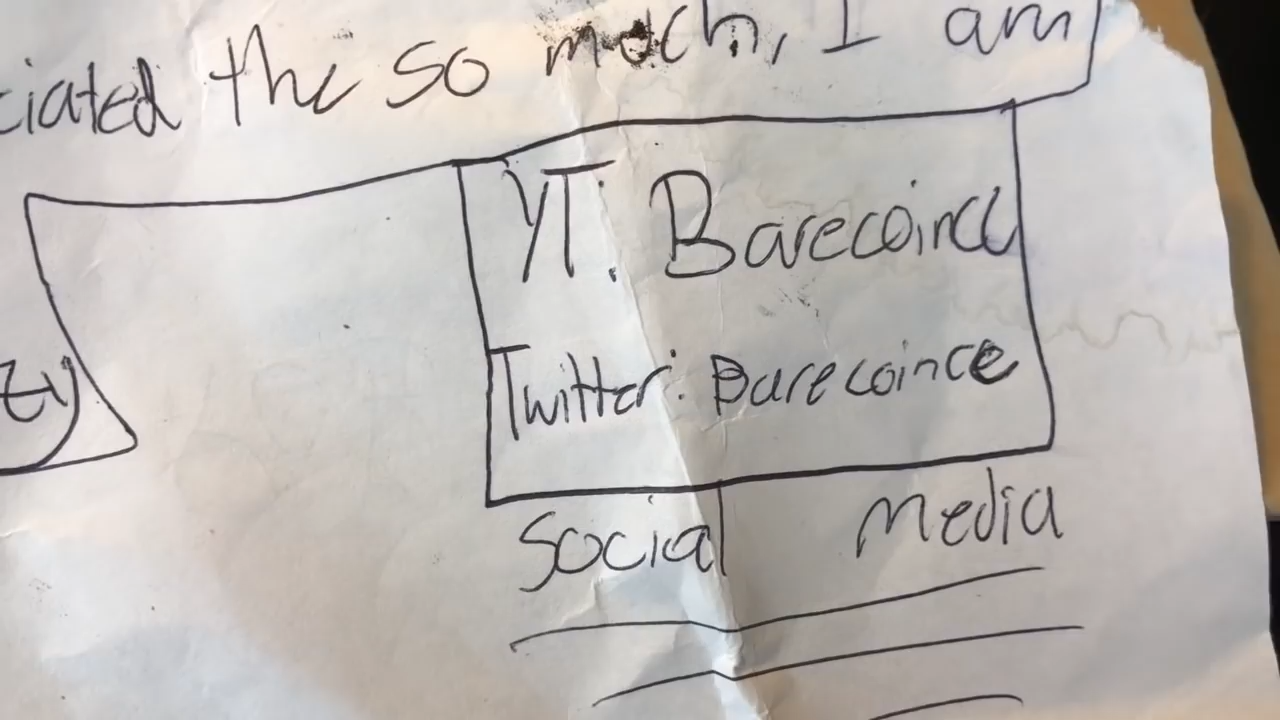 ciated the so much, I am
YT: Barecoince
Twitter: Barecoince
Social Media